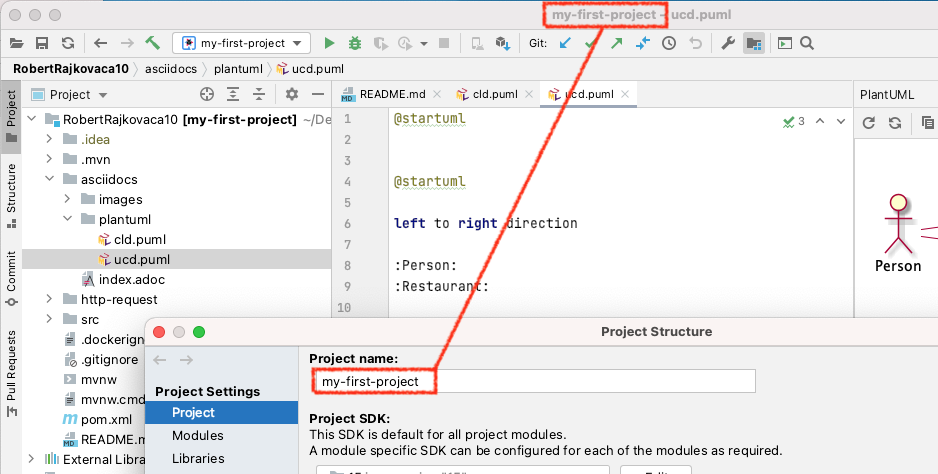 my-first-project – ucd.puml
my-first-project
Git:
RobertRajkovaca10 asciidocs plantuml ucd.puml
Project
Project
README.md
cld.puml
ucd.puml
PlantUML
RobertRajkovaca10 [my-first-project] ~/De
.idea
.mvn
asciidocs
images
plantuml
cld.puml
ucd.puml
index.adoc
http-request
src
.dockerign
.gitignore
mvnw
mvnw.cmd
pom.xml
README.m
External Libra
Structure
Commit
Pull Requests
1 @startuml
2
3
4 @startuml
5
6 left to right direction
7
8 :Person:
9 :Restaurant:
10
3
Person
Project Structure
Project Settings
Project
Modules
Libraries
Project name:
my-first-project
Project SDK:
This SDK is default for all project modules.
A module specific SDK can be configured for each of the modules as required.